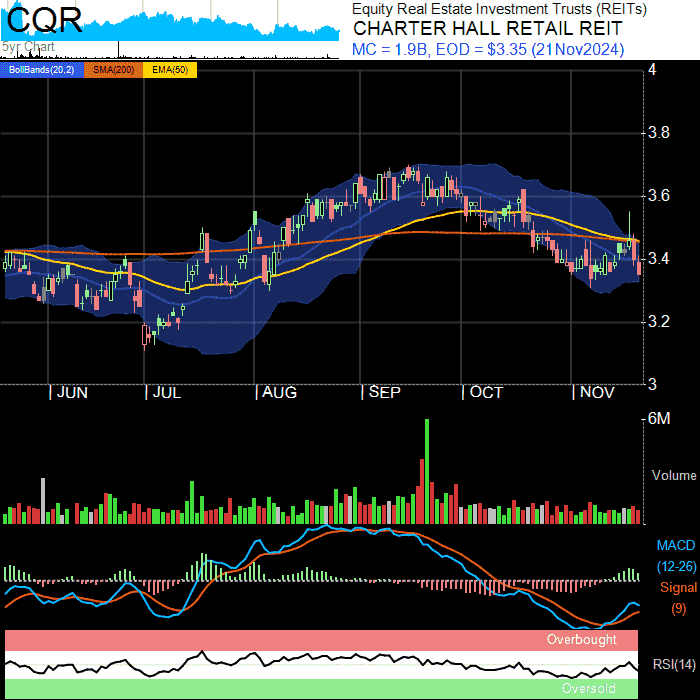 CQR
5yr Chart
Equity Real Estate Investment Trusts (REITs)
CHARTER HALL RETAIL REIT
MC = 1.9B, EOD = $3.35 (21Nov2024)
BollBands(20,2) SMA(200) EMA(50)
4
3.8
3.6
3.4
3.2
3
JUN JUL AUG SEP OCT NOV
6M
Volume
MACD
(12-26)
Signal
(9)
Overbought
RSI(14)
Oversold